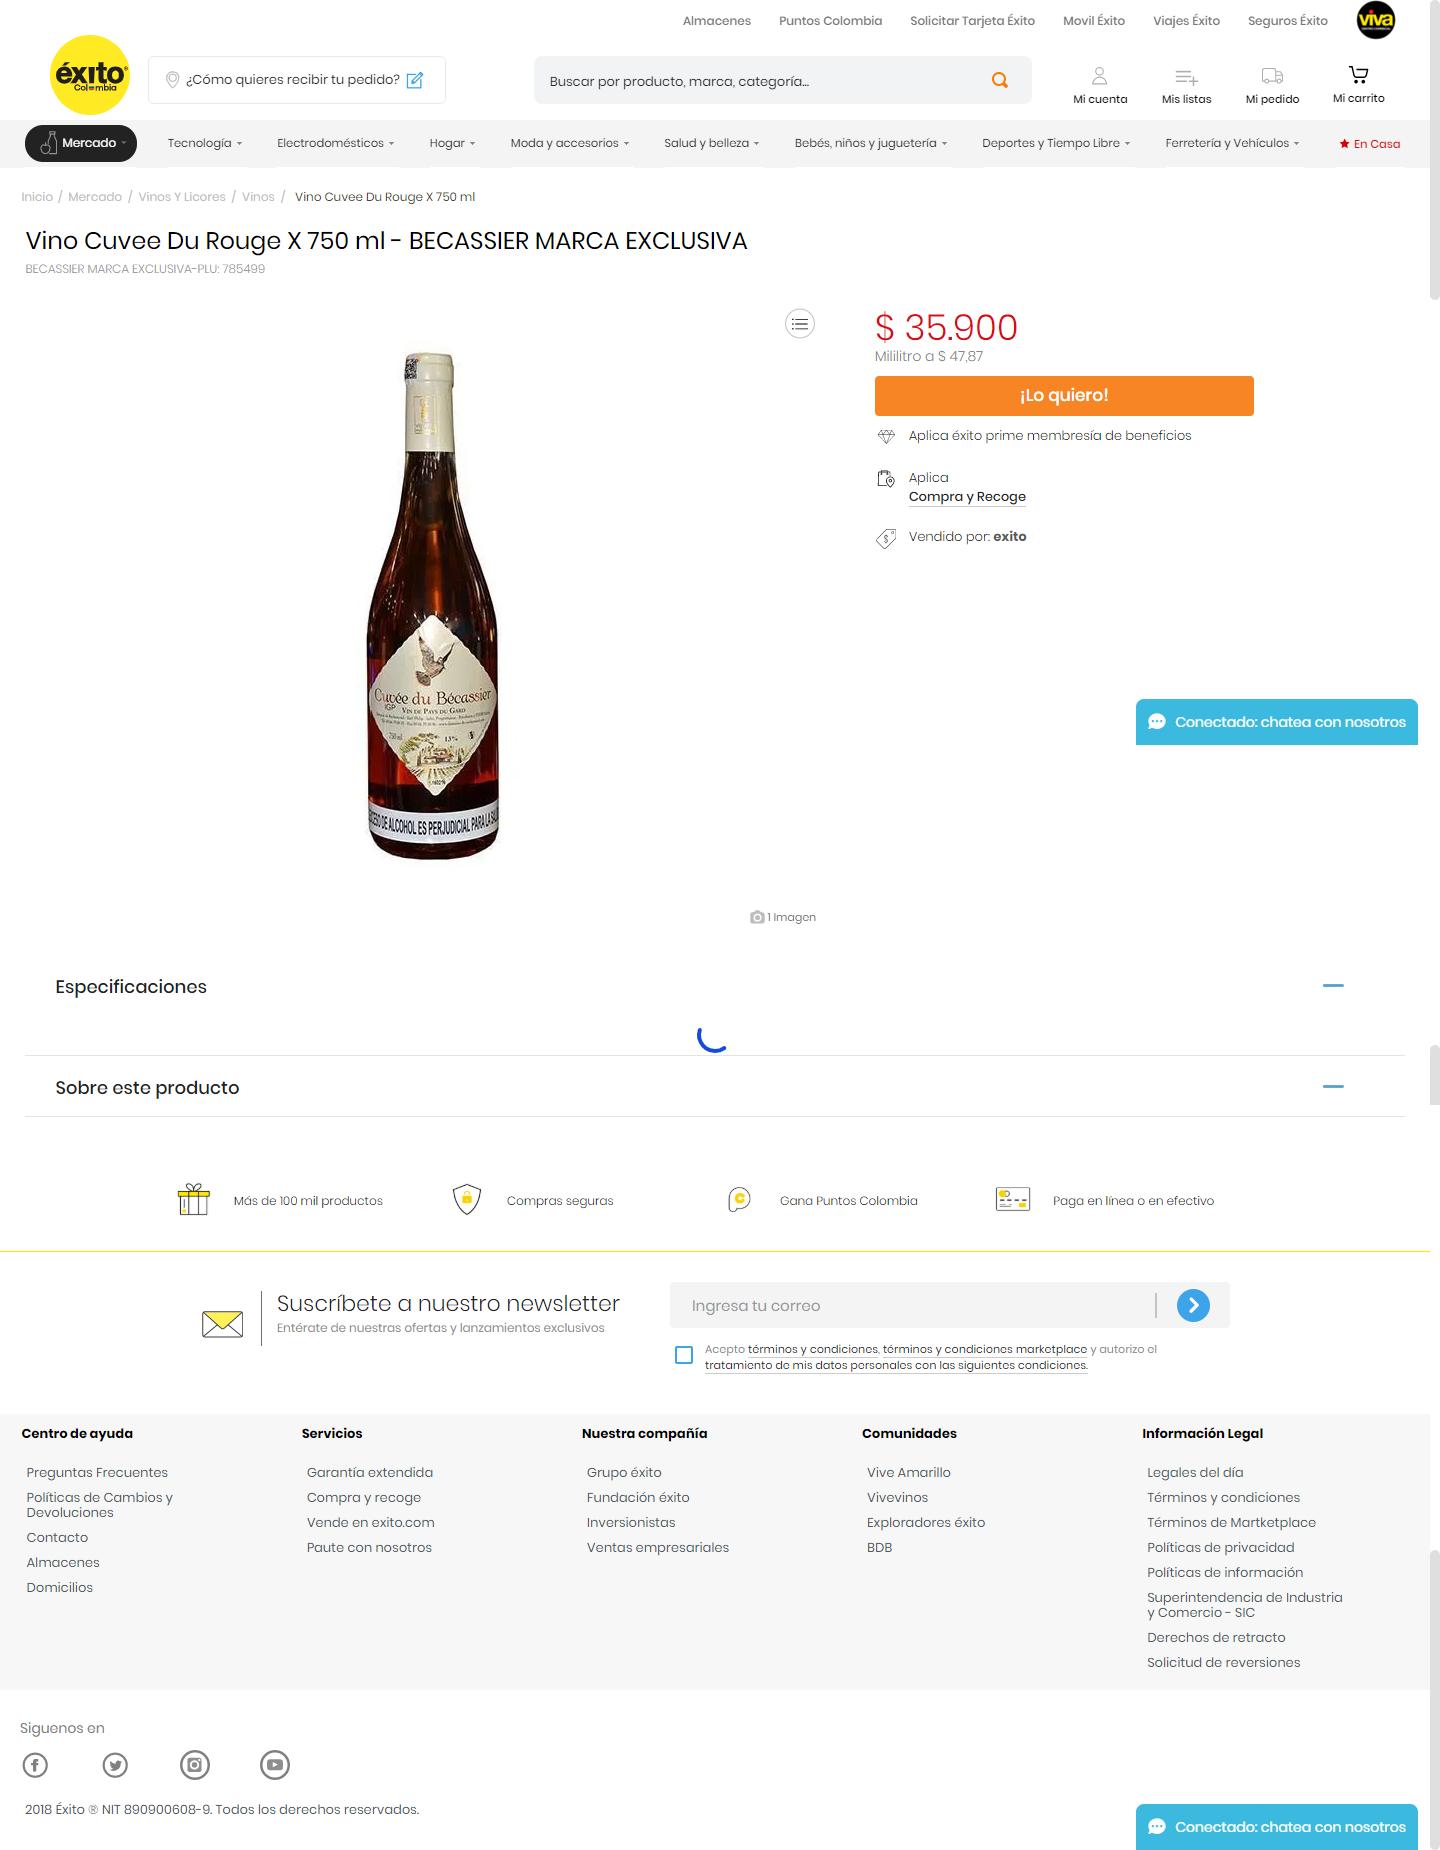 Almacenes Puntos Colombia Solicitar Tarjeta Éxito Movil Éxito Viajes Éxito Seguros Éxito viva
éxito
Colombia
¿Cómo quieres recibir tu pedido?
Buscar por producto, marca, categoría...
Mi cuenta Mis listas Mi pedido Mi carrito
Mercado Tecnología Electrodomésticos Hogar Moda y accesorios Salud y belleza Bebés, niños y juguetería Deportes y Tiempo Libre Ferretería y Vehículos En Casa
Inicio / Mercado / Vinos Y Licores / Vinos / Vino Cuvee Du Rouge X 750 ml
Vino Cuvee Du Rouge X 750 ml - BECASSIER MARCA EXCLUSIVA
BECASSIER MARCA EXCLUSIVA-PLU: 785499
$ 35.900
Mililitro a $ 47,87
¡Lo quiero!
Aplica éxito prime membresía de beneficios
Aplica
Compra y Recoge
Vendido por: exito
Cuvée du Bécassier
IGP
VIN DE PAYS DU GARD
750 ml 13%
DE ALCOHOL ES PERJUDICIAL PARA LA
Conectado: chatea con nosotros
1 Imagen
Especificaciones
Sobre este producto
Más de 100 mil productos
Compras seguras
Gana Puntos Colombia
Paga en línea o en efectivo
Suscríbete a nuestro newsletter
Entérate de nuestras ofertas y lanzamientos exclusivos
Ingresa tu correo
Acepto términos y condiciones, términos y condiciones marketplace y autorizo el
tratamiento de mis datos personales con las siguientes condiciones.
Centro de ayuda
Preguntas Frecuentes
Políticas de Cambios y
Devoluciones
Contacto
Almacenes
Domicilios
Servicios
Garantía extendida
Compra y recoge
Vende en exito.com
Paute con nosotros
Nuestra compañía
Grupo éxito
Fundación éxito
Inversionistas
Ventas empresariales
Comunidades
Vive Amarillo
Vivevinos
Exploradores éxito
BDB
Información Legal
Legales del día
Términos y condiciones
Términos de Martketplace
Políticas de privacidad
Políticas de información
Superintendencia de Industria
y Comercio - SIC
Derechos de retracto
Solicitud de reversiones
Siguenos en
2018 Éxito ® NIT 890900608-9. Todos los derechos reservados.
Conectado: chatea con nosotros